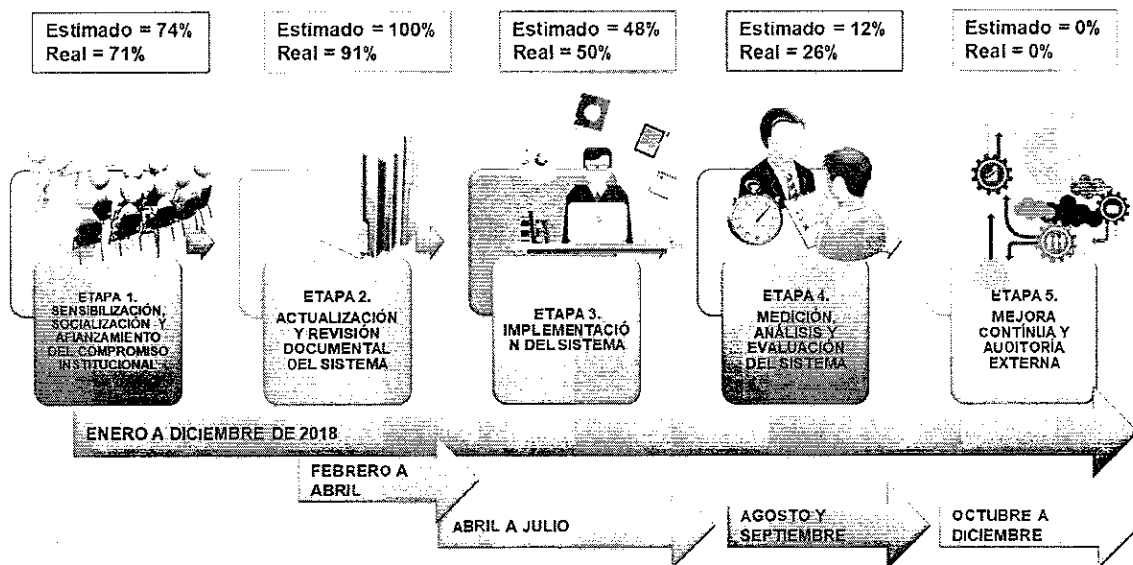 Estimado = 74%
Real = 71%
Estimado = 100%
Real = 91%
Estimado = 48%
Real = 50%
Estimado = 12%
Real = 26%
Estimado = 0%
Real = 0%
ETAPA 1.
SENSIBILIZACIÓN,
SOCIALIZACIÓN Y
AFIANZAMIENTO
DEL COMPROMISO
INSTITUCIONAL
ETAPA 2.
ACTUALIZACIÓN
Y REVISIÓN
DOCUMENTAL
DEL SISTEMA
ETAPA 3.
IMPLEMENTACIÓ
N DEL SISTEMA
ETAPA 4.
MEDICIÓN,
ANÁLISIS Y
EVALUACIÓN
DEL SISTEMA
ETAPA 5.
MEJORA
CONTÍNUA Y
AUDITORÍA
EXTERNA
ENERO A DICIEMBRE DE 2018
FEBRERO A
ABRIL
ABRIL A JULIO
AGOSTO Y
SEPTIEMBRE
OCTUBRE A
DICIEMBRE